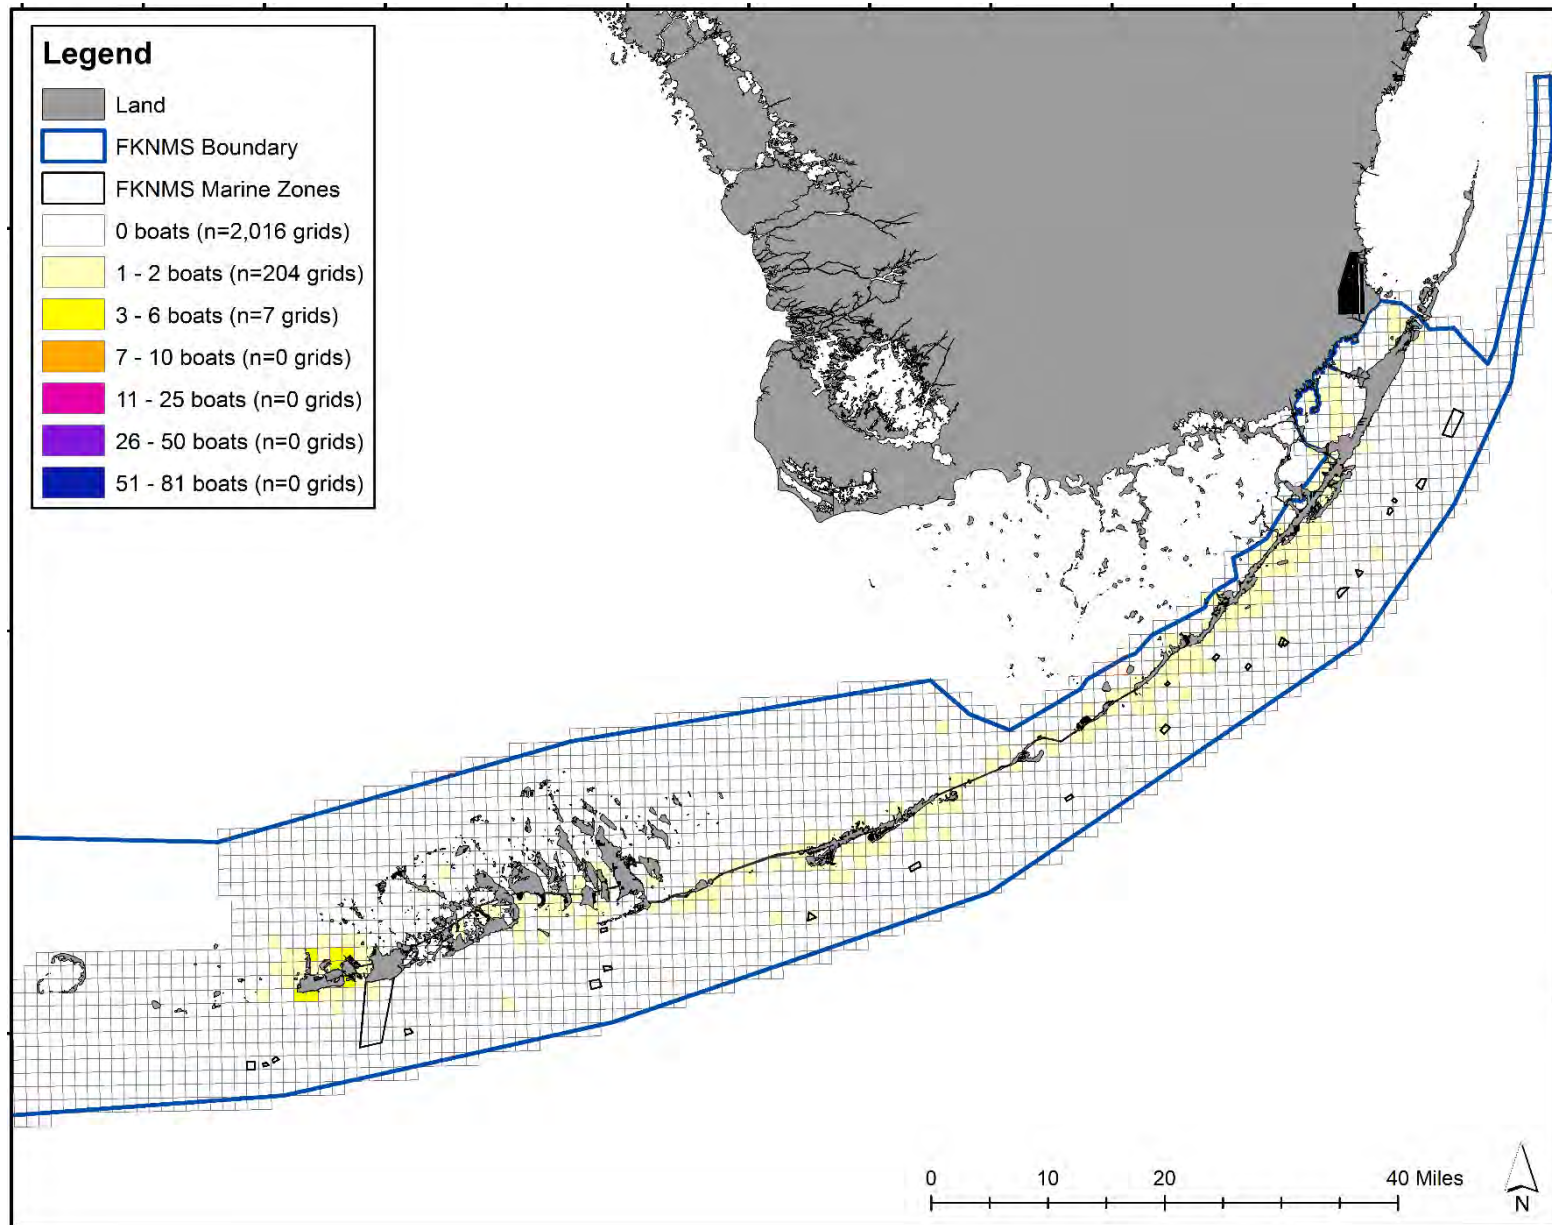 Legend
Land
FKNMS Boundary
FKNMS Marine Zones
0 boats (n=2,016 grids)
1 - 2 boats (n=204 grids)
3 - 6 boats (n=7 grids)
7 - 10 boats (n=0 grids)
11 - 25 boats (n=0 grids)
26 - 50 boats (n=0 grids)
51 - 81 boats (n=0 grids)
0 10 20 40 Miles
N